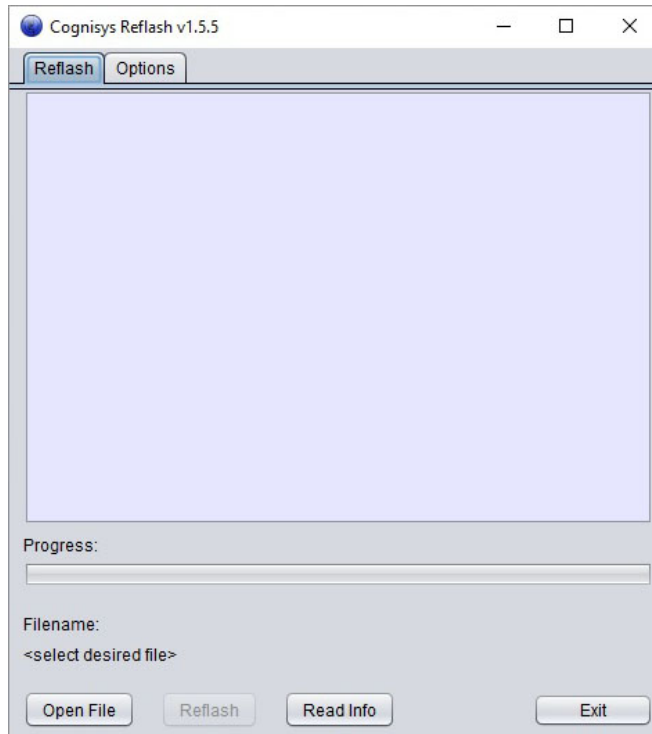 Cognisys Reflash v1.5.5
Reflash Options
Progress:
Filename:
<select desired file>
Open File Reflash Read Info Exit